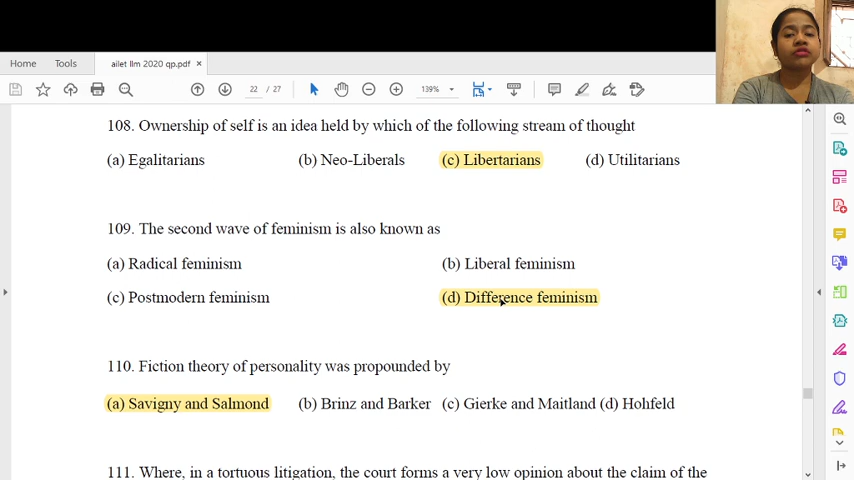 Home Tools ailet llm 2020 qp.pdf ×
22 / 27 139%
108. Ownership of self is an idea held by which of the following stream of thought
(a) Egalitarians (b) Neo-Liberals (c) Libertarians (d) Utilitarians
109. The second wave of feminism is also known as
(a) Radical feminism (b) Liberal feminism
(c) Postmodern feminism (d) Difference feminism
110. Fiction theory of personality was propounded by
(a) Savigny and Salmond (b) Brinz and Barker (c) Gierke and Maitland (d) Hohfeld
111. Where, in a tortuous litigation, the court forms a very low opinion about the claim of the